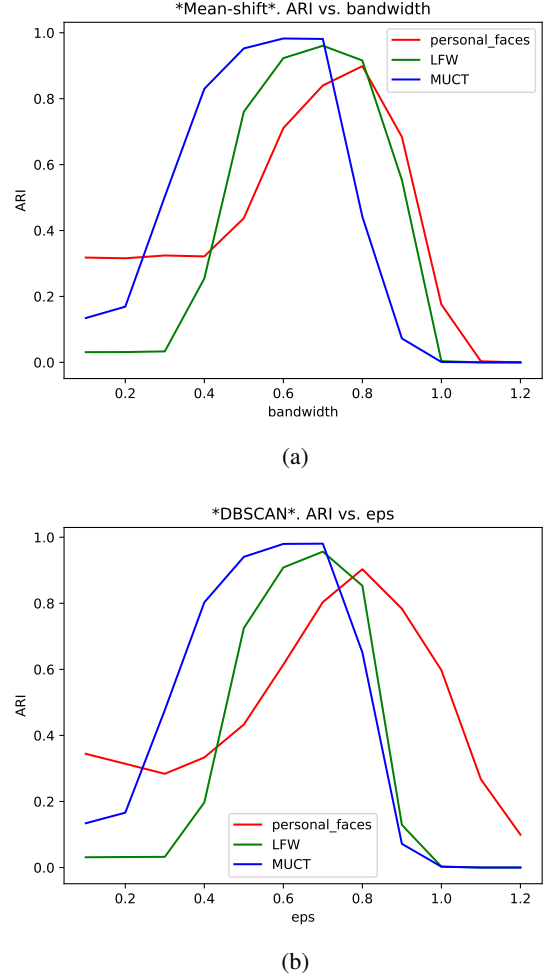 *Mean-shift*. ARI vs. bandwidth
1.0
0.8
0.6
0.4
0.2
0.0
ARI
personal_faces
LFW
MUCT
0.2 0.4 0.6 0.8 1.0 1.2
bandwidth
(a)
*DBSCAN*. ARI vs. eps
1.0
0.8
0.6
0.4
0.2
0.0
ARI
personal_faces
LFW
MUCT
0.2 0.4 0.6 0.8 1.0 1.2
eps
(b)